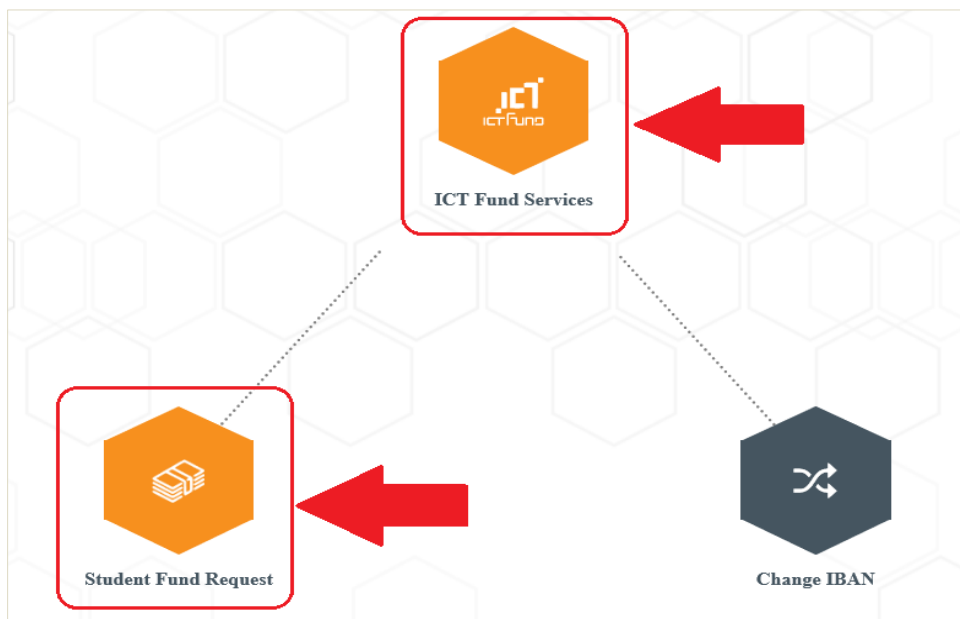 ICT
ICT Fund
ICT Fund Services
Student Fund Request
Change IBAN